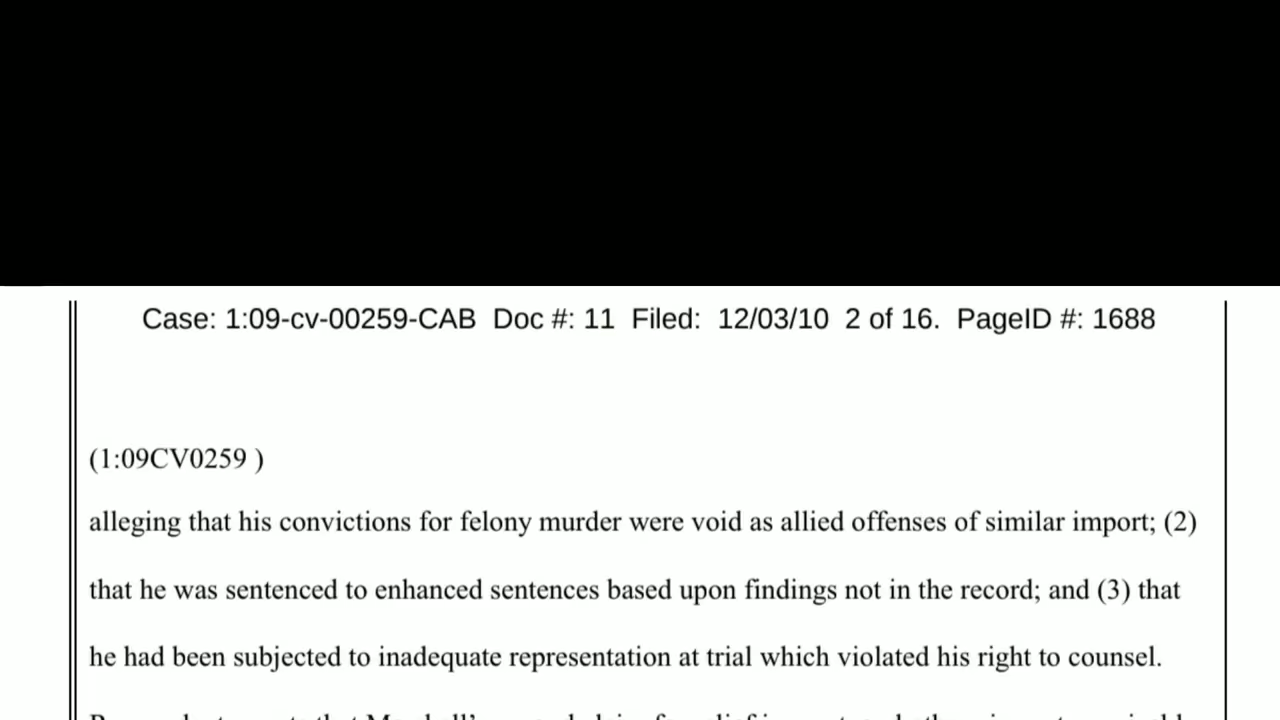 Case: 1:09-cv-00259-CAB Doc #: 11 Filed: 12/03/10 2 of 16. PageID #: 1688
(1:09CV0259 )
alleging that his convictions for felony murder were void as allied offenses of similar import; (2)
that he was sentenced to enhanced sentences based upon findings not in the record; and (3) that
he had been subjected to inadequate representation at trial which violated his right to counsel.